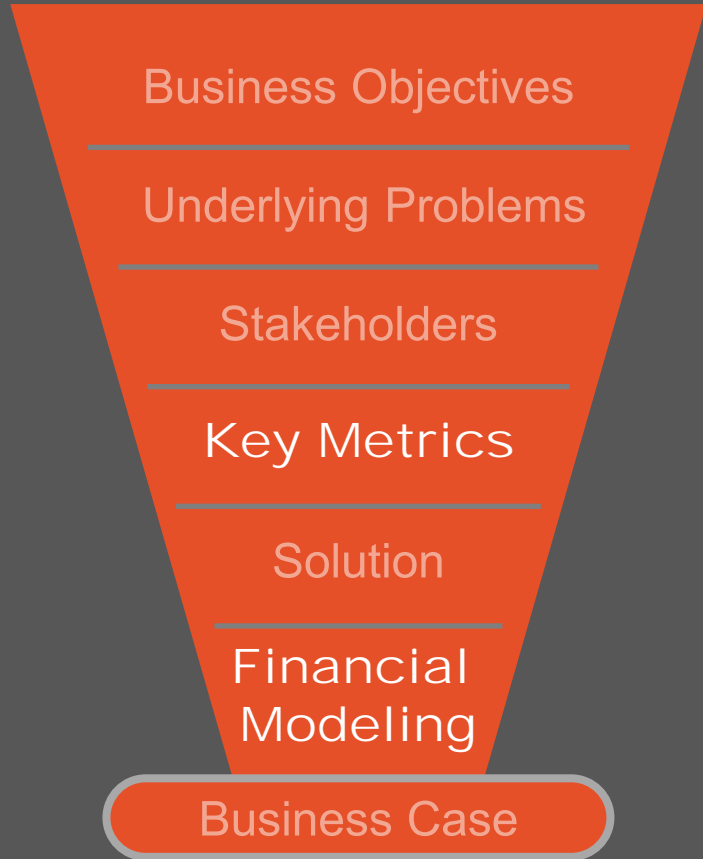 Business Objectives
Underlying Problems
Stakeholders
Key Metrics
Solution
Financial
Modeling
Business Case